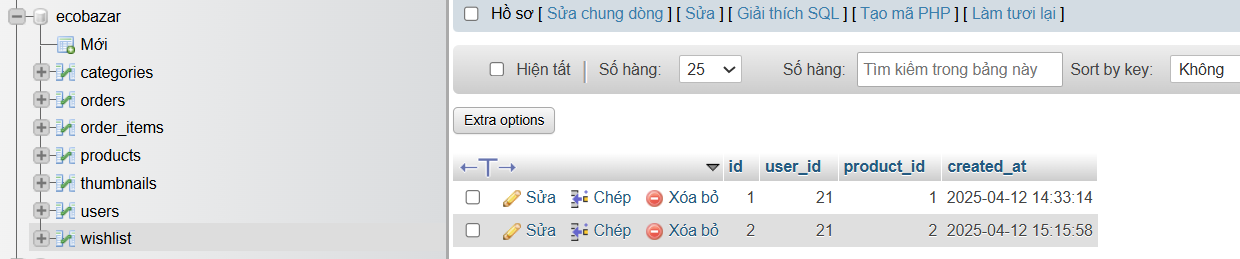 ecobazar
Mới
categories
orders
order_items
products
thumbnails
users
wishlist
Hồ sơ [ Sửa chung dòng ] [ Sửa ] [ Giải thích SQL ] [ Tạo mã PHP ] [ Làm tươi lại ]
Hiện tất Số hàng: 25 Số hàng: Tìm kiếm trong bảng này Sort by key: Không
Extra options
←T→ id user_id product_id created_at
Sửa Chép Xóa bỏ 1 21 1 2025-04-12 14:33:14
Sửa Chép Xóa bỏ 2 21 2 2025-04-12 15:15:58